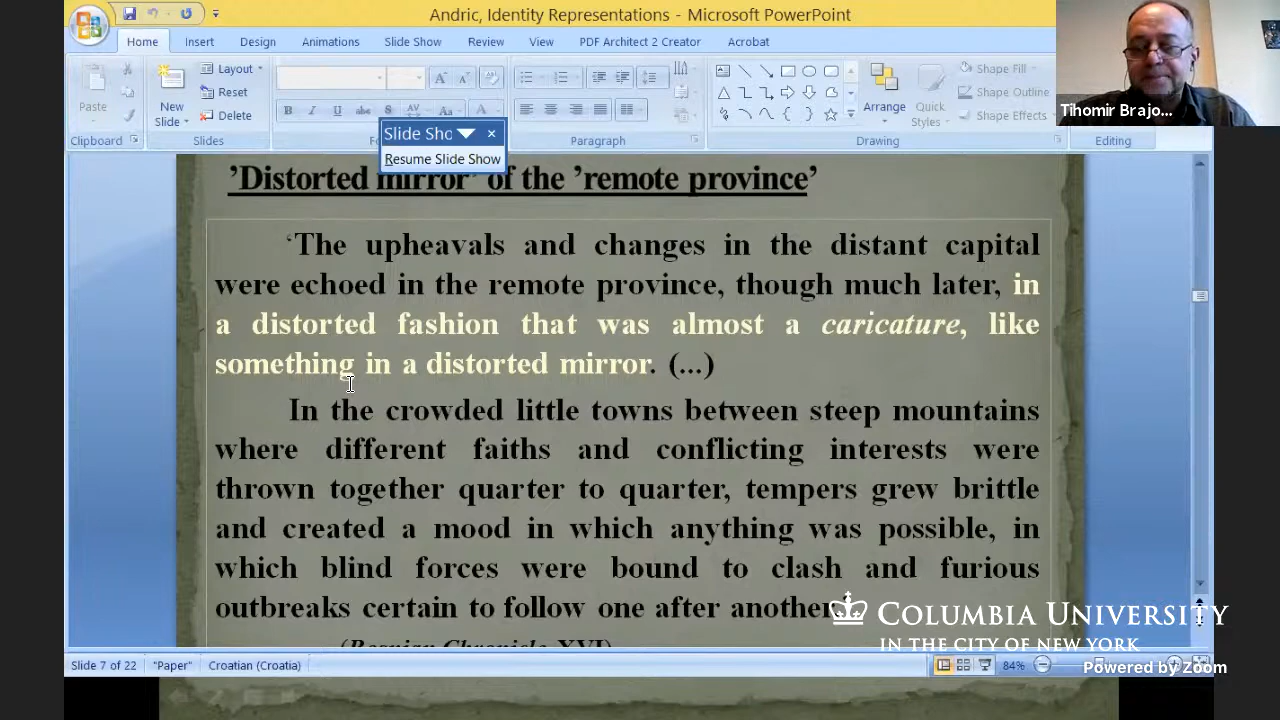 Andric, Identity Representations - Microsoft PowerPoint
Home Insert Design Animations Slide Show Review View PDF Architect 2 Creator Acrobat
Paste
Clipboard
New
Slide
Layout
Reset
Delete
Slides
B I U abc S AV Aa A
Paragraph
Arrange
Quick
Styles
Shape Fill
Shape Outline
Shape Effects
Drawing
Editing
Tihomir Brajo...
Slide Sho
Resume Slide Show
’Distorted mirror’ of the ’remote province’
‘The upheavals and changes in the distant capital
were echoed in the remote province, though much later, in
a distorted fashion that was almost a caricature, like
something in a distorted mirror. (...)
In the crowded little towns between steep mountains
where different faiths and conflicting interests were
thrown together quarter to quarter, tempers grew brittle
and created a mood in which anything was possible, in
which blind forces were bound to clash and furious
outbreaks certain to follow one after another.
(Bosnian Chronicle, XVI)
COLUMBIA UNIVERSITY
IN THE CITY OF NEW YORK
Slide 7 of 22 "Paper" Croatian (Croatia) 84%
Powered by Zoom